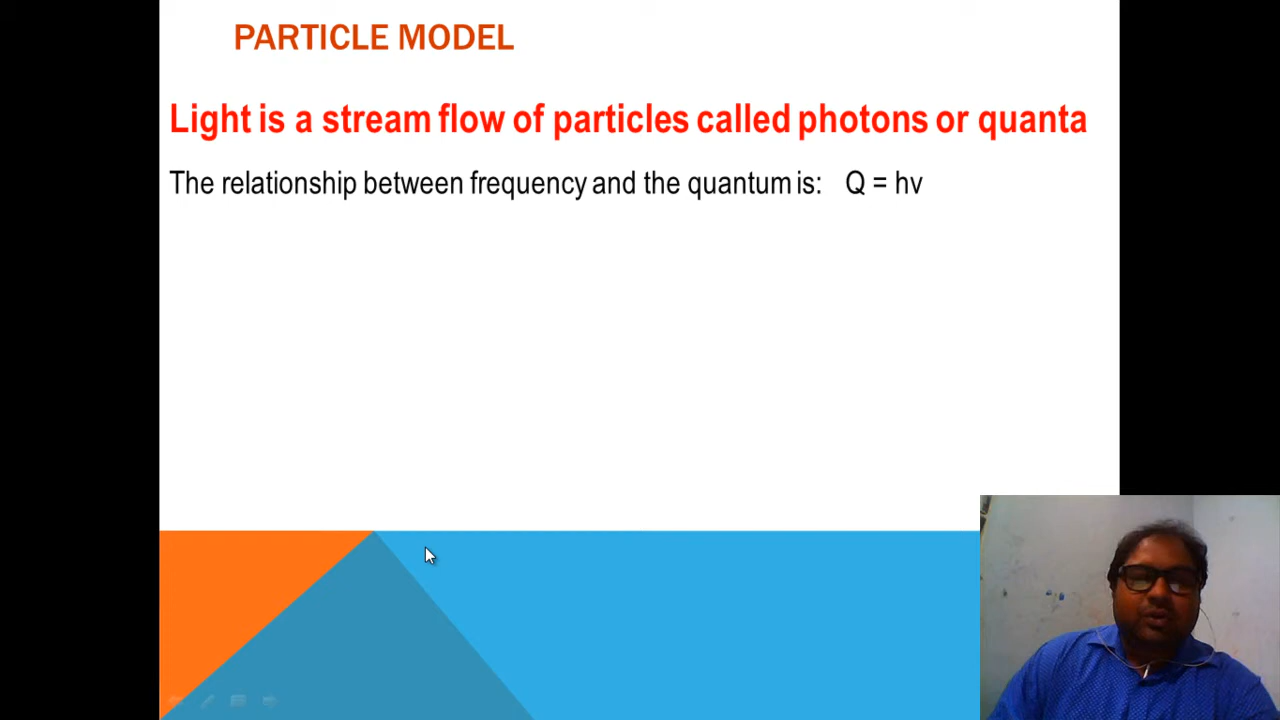 PARTICLE MODEL
Light is a stream flow of particles called photons or quanta
The relationship between frequency and the quantum is: Q = hv